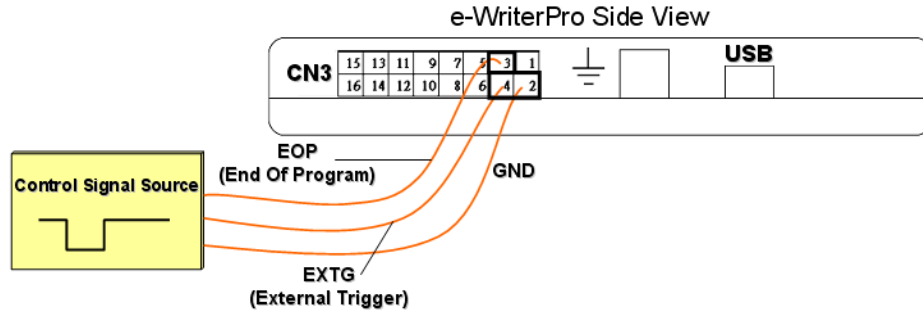 e-WriterPro Side View
CN3
15 13 11 9 7 5 3 1
16 14 12 10 8 6 4 2
USB
EOP
(End Of Program)
GND
Control Signal Source
EXTG
(External Trigger)